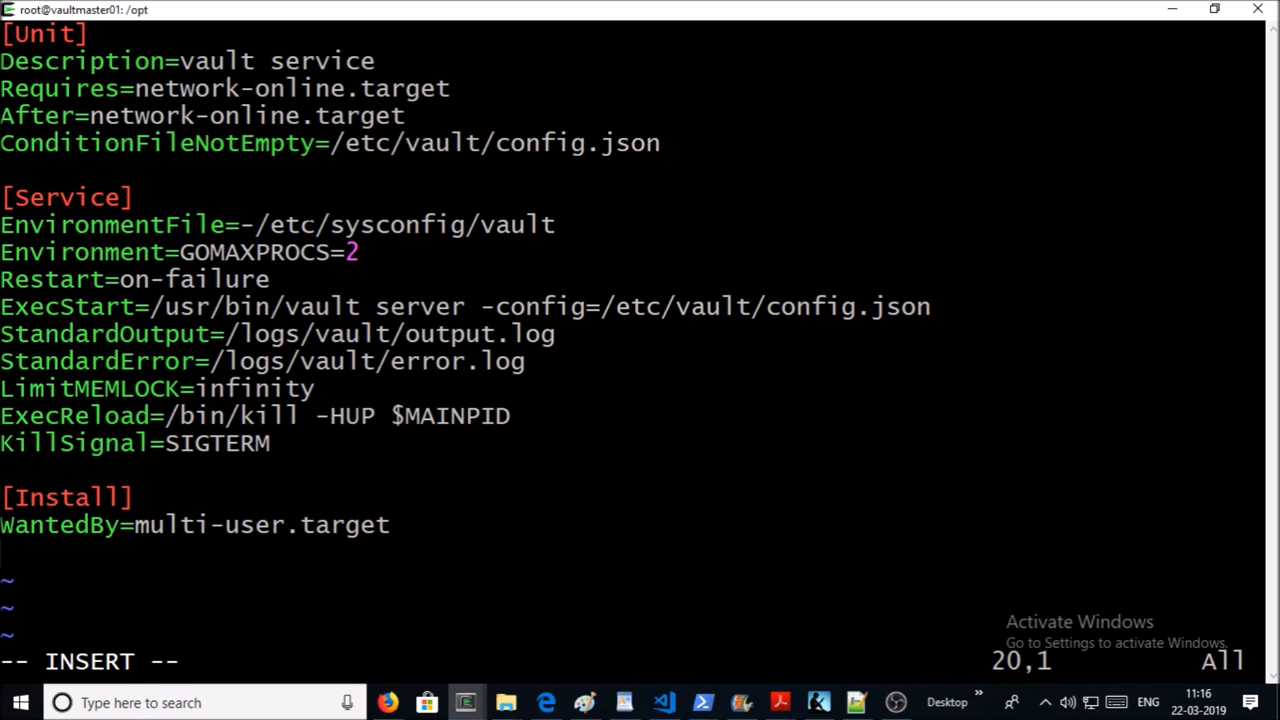 root@vaultmaster01: /opt
[Unit]
Description=vault service
Requires=network-online.target
After=network-online.target
ConditionFileNotEmpty=/etc/vault/config.json
[Service]
EnvironmentFile=-/etc/sysconfig/vault
Environment=GOMAXPROCS=2
Restart=on-failure
ExecStart=/usr/bin/vault server -config=/etc/vault/config.json
StandardOutput=/logs/vault/output.log
StandardError=/logs/vault/error.log
LimitMEMLOCK=infinity
ExecReload=/bin/kill -HUP $MAINPID
KillSignal=SIGTERM
[Install]
WantedBy=multi-user.target
~
~
~
Activate Windows
Go to Settings to activate Windows.
-- INSERT -- 20,1 All
Type here to search Desktop ENG 11:16
22-03-2019